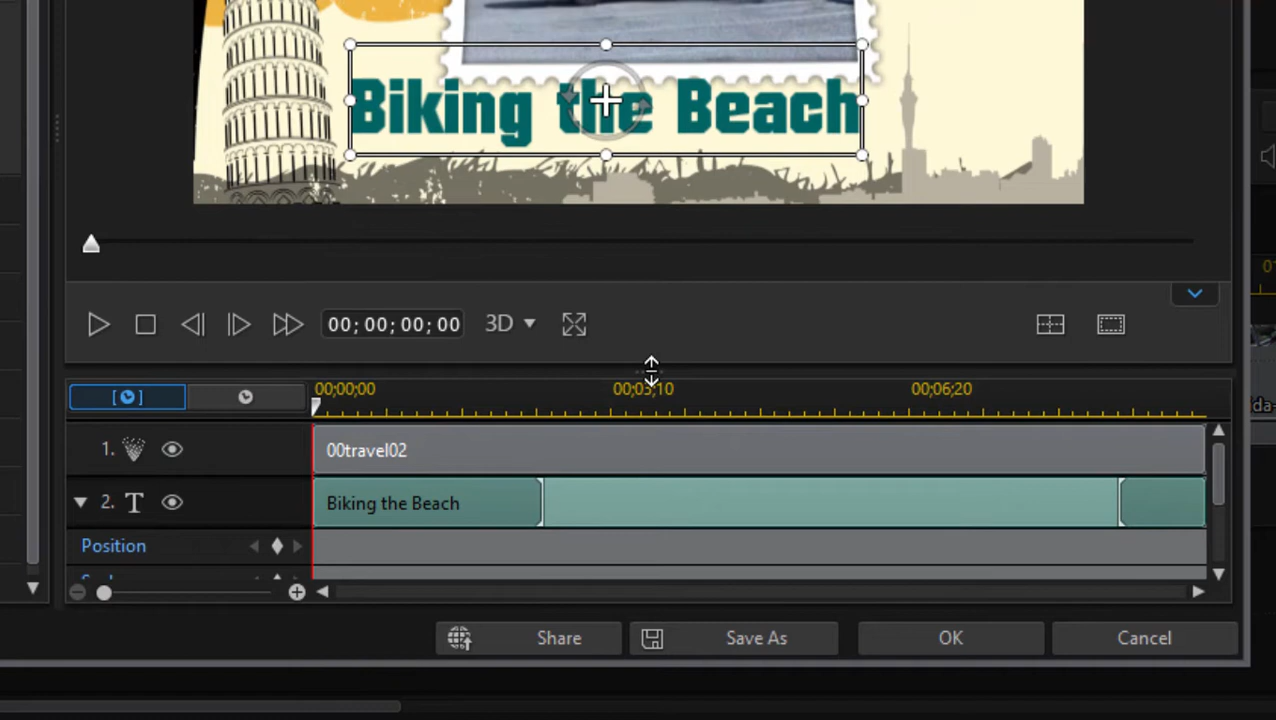 Biking the Beach
00;00;00;00 3D
00;00;00 00;03;10 00;06;20
1. 00travel02
2. T Biking the Beach
Position
Share Save As OK Cancel